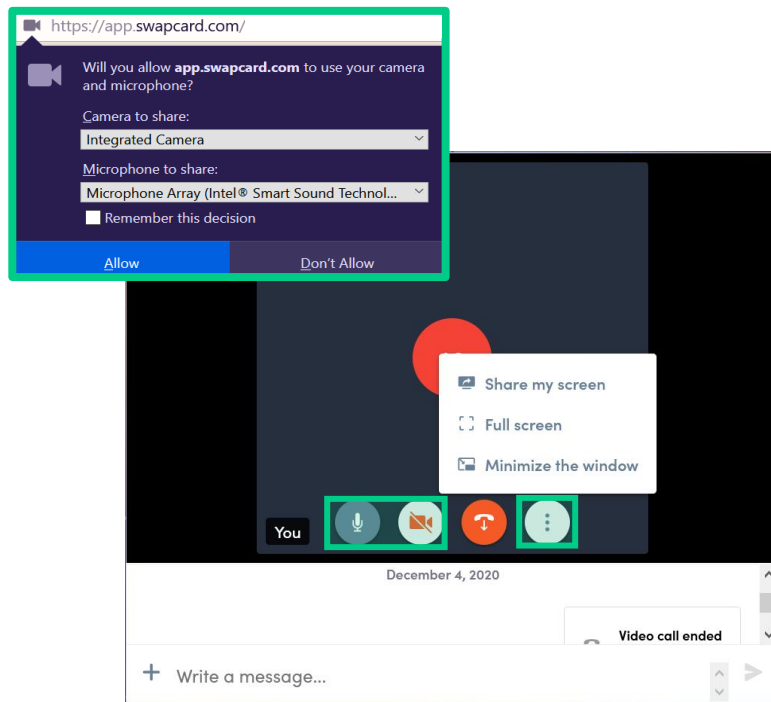 https://app.swapcard.com/
Will you allow app.swapcard.com to use your camera
and microphone?
Camera to share:
Integrated Camera
Microphone to share:
Microphone Array (Intel® Smart Sound Technol...
Remember this decision
Allow
Don't Allow
Share my screen
Full screen
Minimize the window
You
December 4, 2020
Video call ended
Write a message...